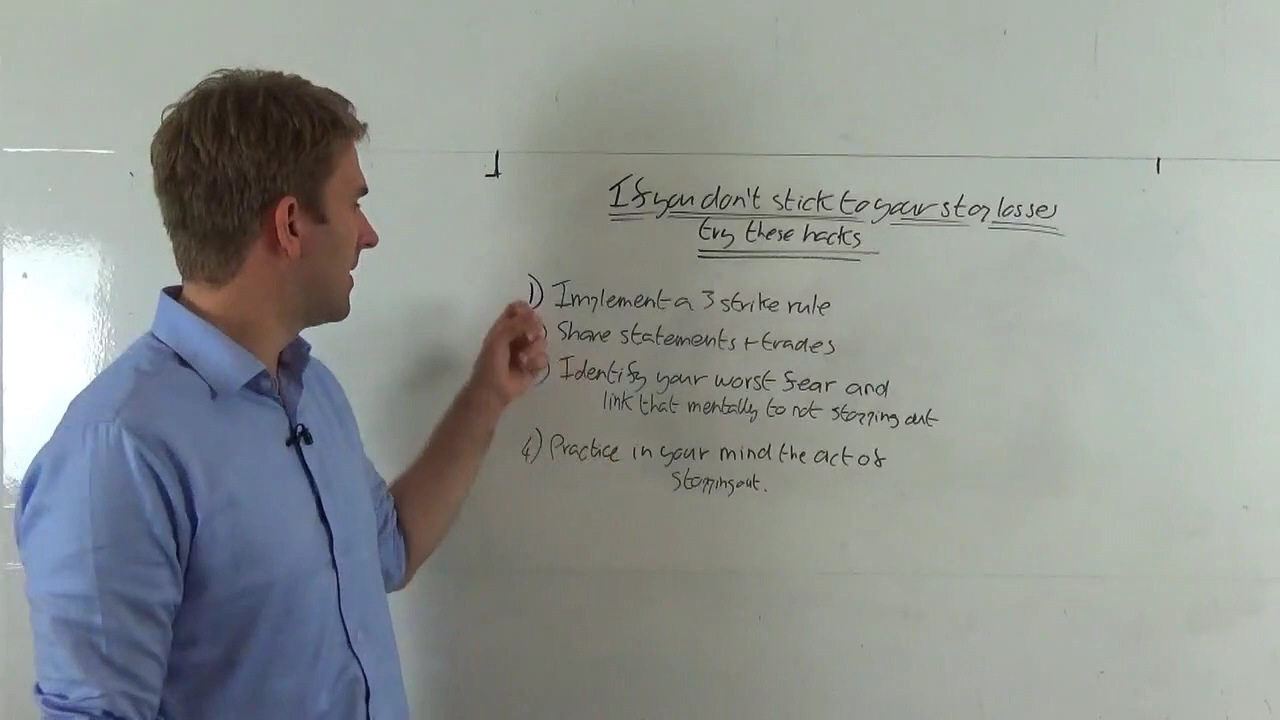 If you don't stick to your stop losses
try these hacks
1) Implement a 3 strike rule
) Share statements + trades
) Identify your worst fear and
link that mentally to not stopping out
4) Practice in your mind the act of
stopping out.